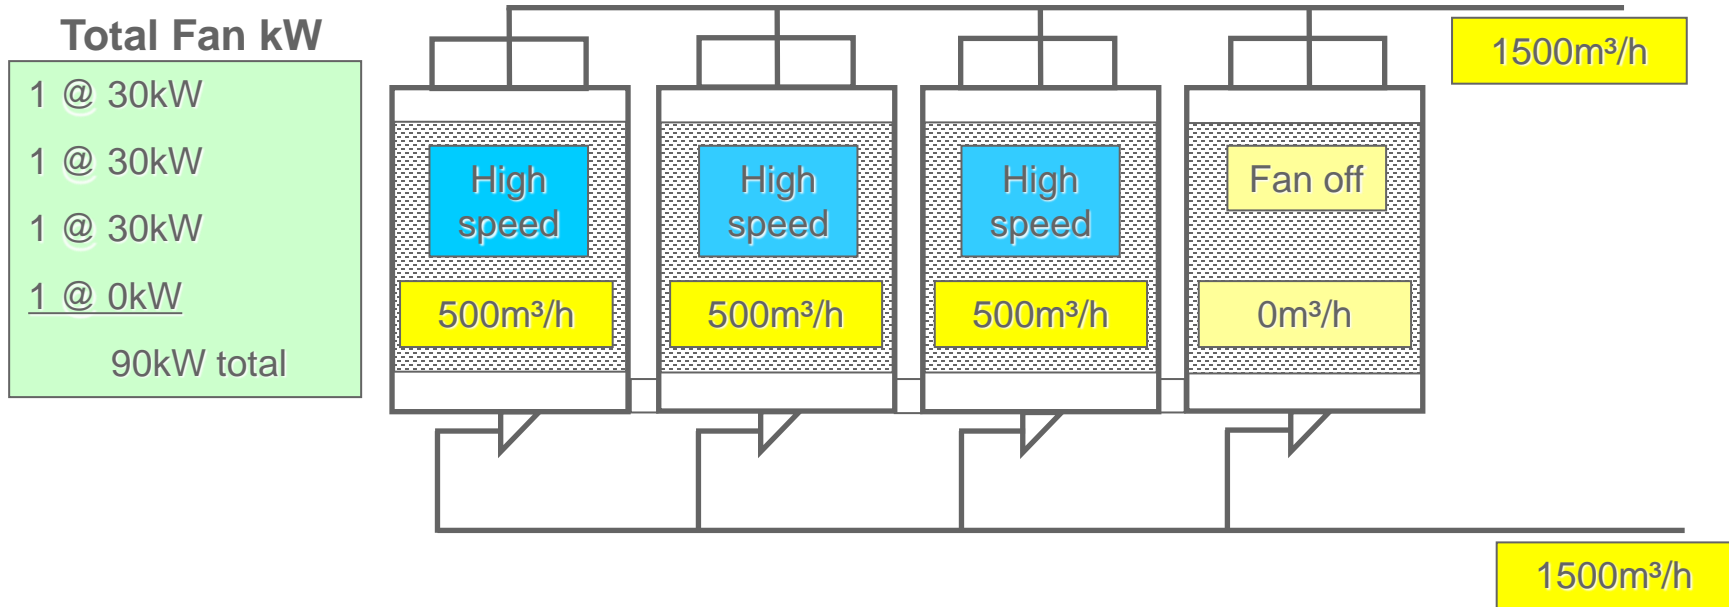 Total Fan kW
1 @ 30kW
1 @ 30kW
1 @ 30kW
1 @ 0kW
90kW total
1500m³/h
High
speed
High
speed
High
speed
Fan off
500m³/h
500m³/h
500m³/h
0m³/h
1500m³/h